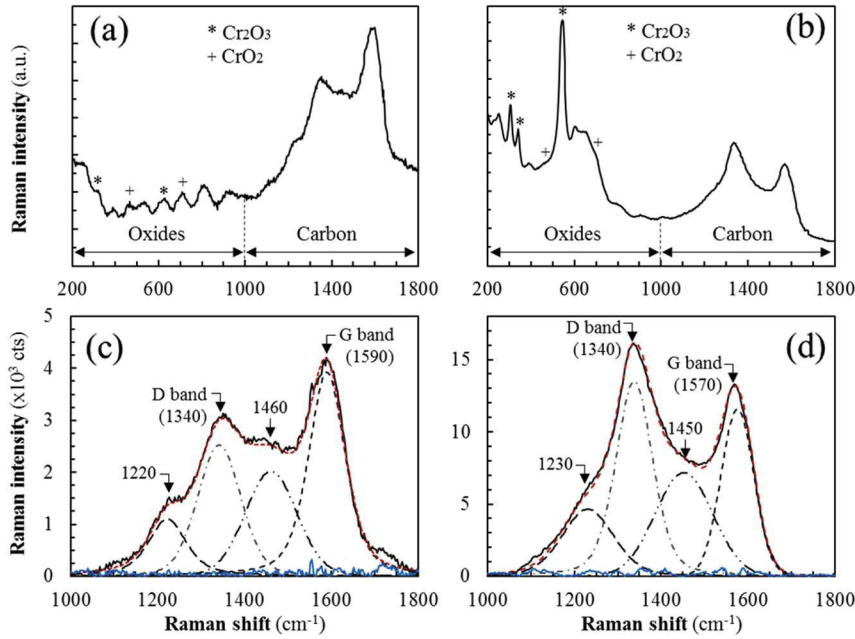 (a)
* Cr2O3
+ CrO2
*
+
*
+
Oxides
Carbon
200 600 1000 1400 1800
Raman intensity (a.u.)
(b)
* Cr2O3
+ CrO2
*
*
*
+
+
Oxides
Carbon
200 600 1000 1400 1800
(c)
G band
(1590)
D band
(1340)
1460
1220
5
4
3
2
1
0
1000 1200 1400 1600 1800
Raman intensity (x10³ cts)
Raman shift (cm⁻¹)
(d)
D band
(1340)
G band
(1570)
1450
1230
15
10
5
0
1000 1200 1400 1600 1800
Raman shift (cm⁻¹)